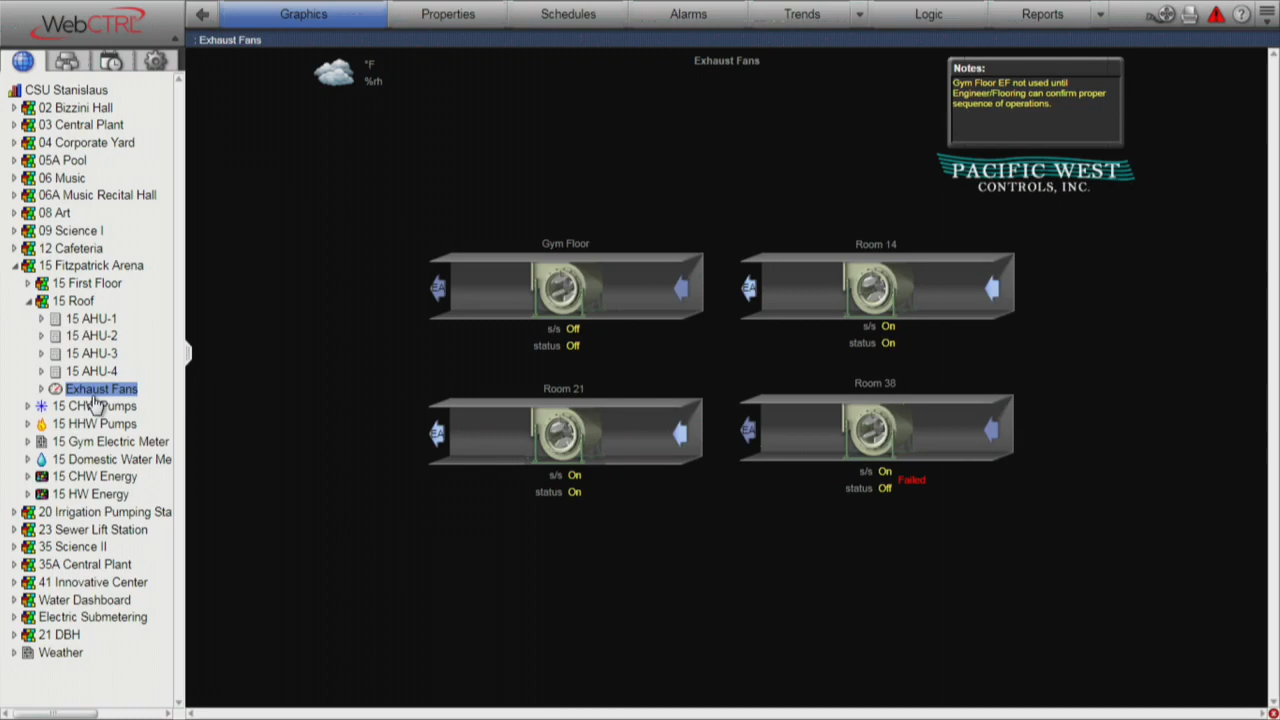 WebCTRL
Graphics
Properties
Schedules
Alarms
Trends
Logic
Reports
Exhaust Fans
CSU Stanislaus
02 Bizzini Hall
03 Central Plant
04 Corporate Yard
05A Pool
06 Music
06A Music Recital Hall
08 Art
09 Science I
12 Cafeteria
15 Fitzpatrick Arena
15 First Floor
15 Roof
15 AHU-1
15 AHU-2
15 AHU-3
15 AHU-4
Exhaust Fans
15 CHW Pumps
15 HHW Pumps
15 Gym Electric Meter
15 Domestic Water Me
15 CHW Energy
15 HW Energy
20 Irrigation Pumping Sta
23 Sewer Lift Station
35 Science II
35A Central Plant
41 Innovative Center
Water Dashboard
Electric Submetering
21 DBH
Weather
°F
%rh
Exhaust Fans
Notes:
Gym Floor EF not used until
Engineer/Flooring can confirm proper
sequence of operations.
PACIFIC WEST
CONTROLS, INC.
Gym Floor
EA
s/s Off
status Off
Room 14
EA
s/s On
status On
Room 21
EA
s/s On
status On
Room 38
EA
s/s On
status Off Failed